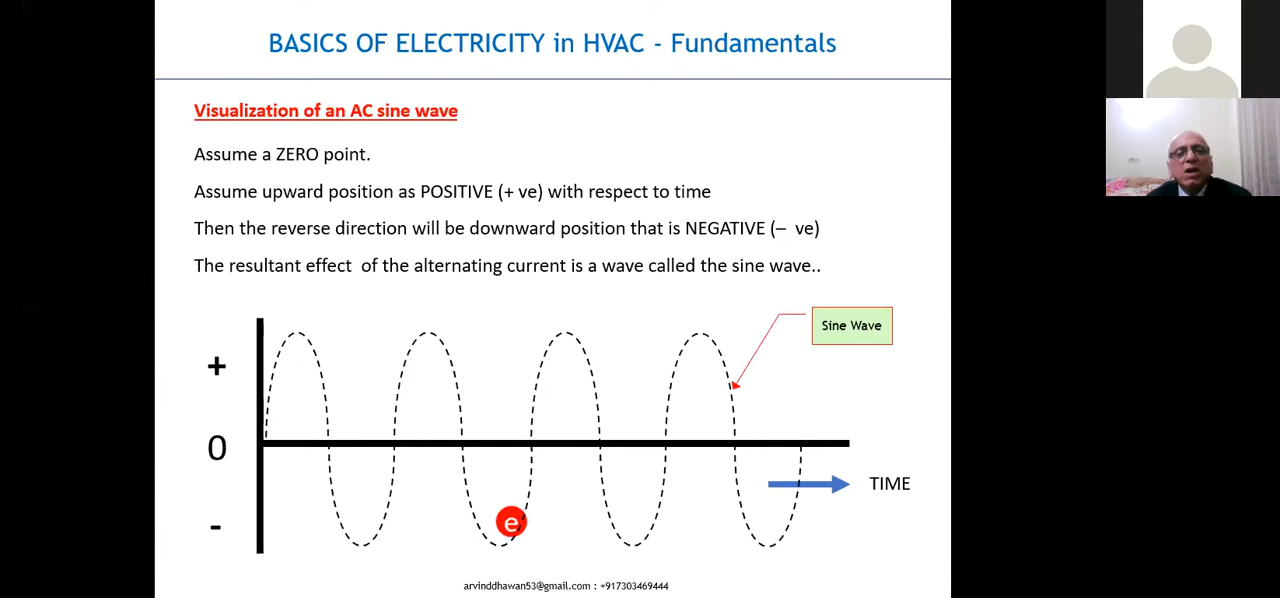 BASICS OF ELECTRICITY in HVAC - Fundamentals
Visualization of an AC sine wave
Assume a ZERO point.
Assume upward position as POSITIVE (+ ve) with respect to time
Then the reverse direction will be downward position that is NEGATIVE (– ve)
The resultant effect of the alternating current is a wave called the sine wave..
Sine Wave
+
0
-
e
TIME
arvinddhawan53@gmail.com : +917303469444